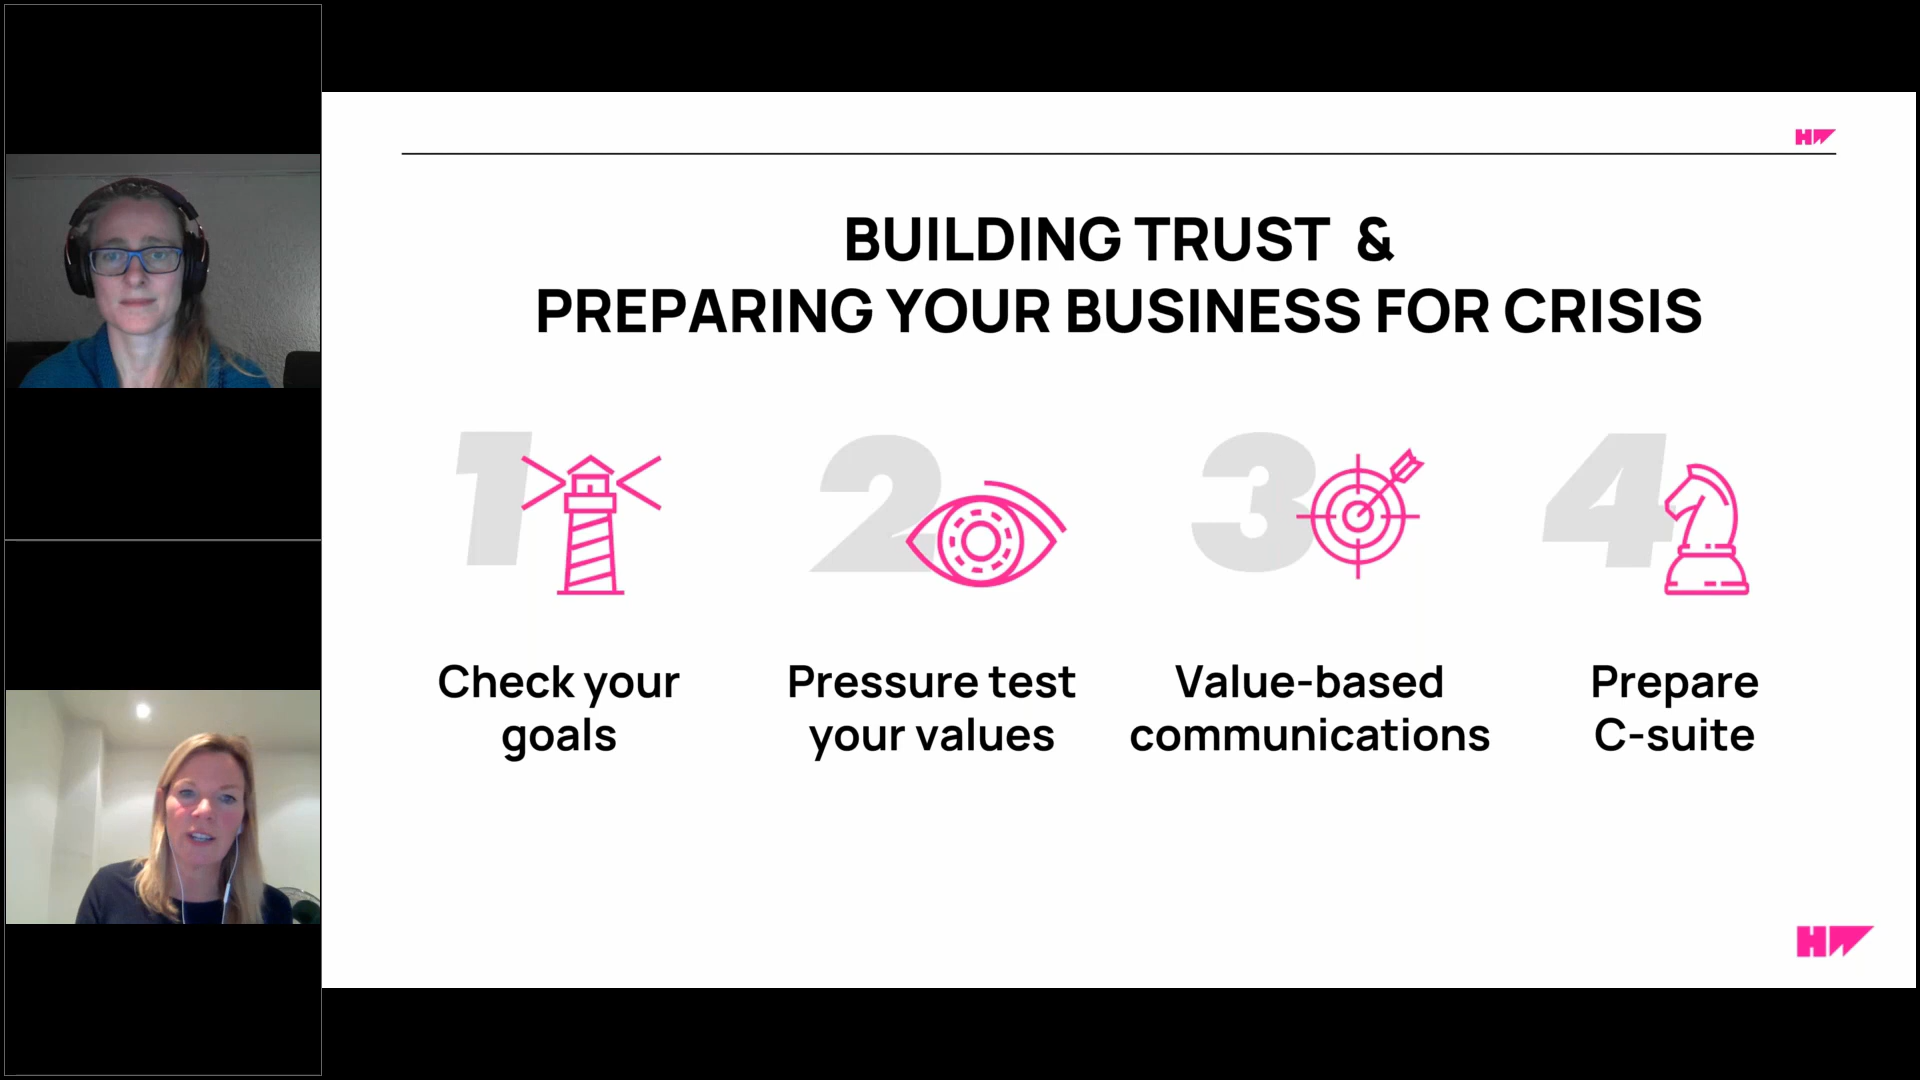 HW
BUILDING TRUST &
PREPARING YOUR BUSINESS FOR CRISIS
1
2
3
4
Check your
goals
Pressure test
your values
Value-based
communications
Prepare
C-suite
HW